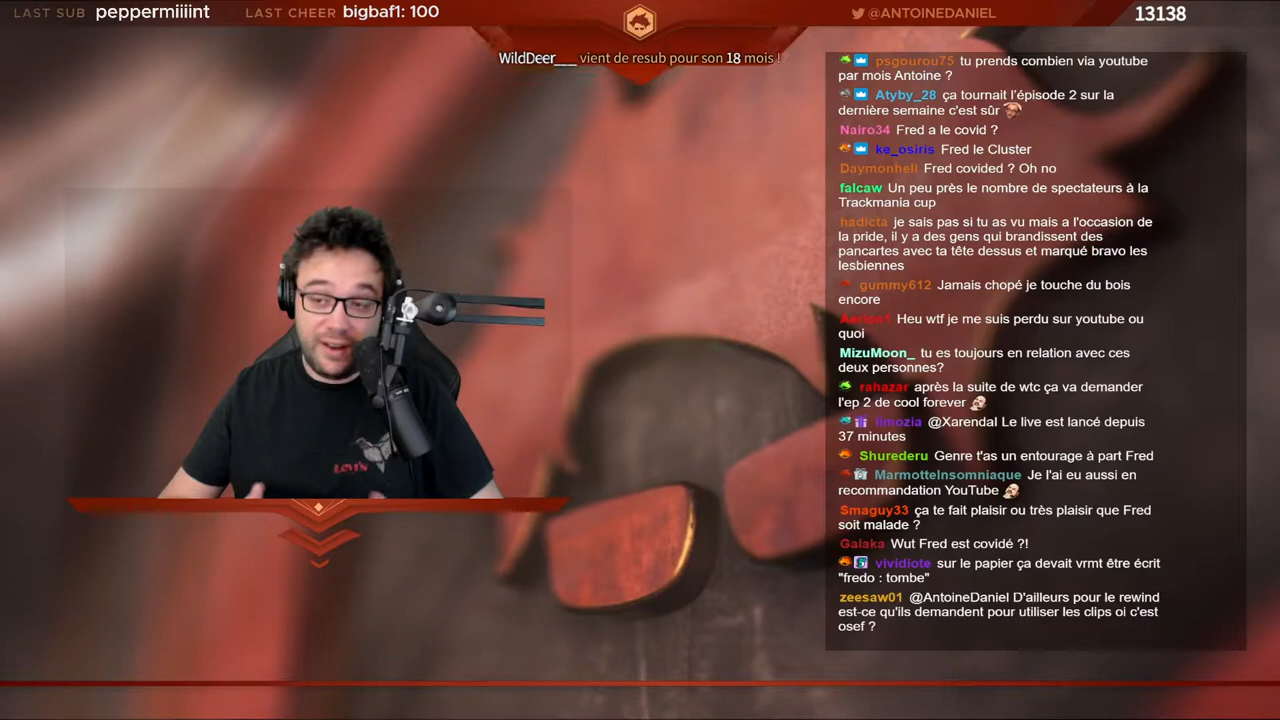 LAST SUB peppermiiiint LAST CHEER bigbaf1: 100 @ANTOINEDANIEL 13138
WildDeer___ vient de resub pour son 18 mois !
psgourou75 tu prends combien via youtube
par mois Antoine ?
Atyby_28 ça tournait l'épisode 2 sur la
dernière semaine c'est sûr
Nairo34 Fred a le covid ?
ke_osiris Fred le Cluster
Daymonhell Fred covided ? Oh no
falcaw Un peu près le nombre de spectateurs à la
Trackmania cup
hadicta je sais pas si tu as vu mais a l'occasion de
la pride, il y a des gens qui brandissent des
pancartes avec ta tête dessus et marqué bravo les
lesbiennes
gummy612 Jamais chopé je touche du bois
encore
Aerion1 Heu wtf je me suis perdu sur youtube ou
quoi
MizuMoon_ tu es toujours en relation avec ces
deux personnes?
rahazar après la suite de wtc ça va demander
l'ep 2 de cool forever
limozia @Xarendal Le live est lancé depuis
37 minutes
Shurederu Genre t'as un entourage à part Fred
MarmotteInsomniaque Je l'ai eu aussi en
recommandation YouTube
Smaguy33 ça te fait plaisir ou très plaisir que Fred
soit malade ?
Galaka Wut Fred est covidé ?!
vividiote sur le papier ça devait vrmt être écrit
"fredo : tombe"
zeesaw01 @AntoineDaniel D'ailleurs pour le rewind
est-ce qu'ils demandent pour utiliser les clips oi c'est
osef ?
LEVI'S